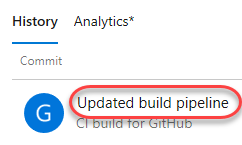 History Analytics*
Commit
G Updated build pipeline
CI build for GitHub